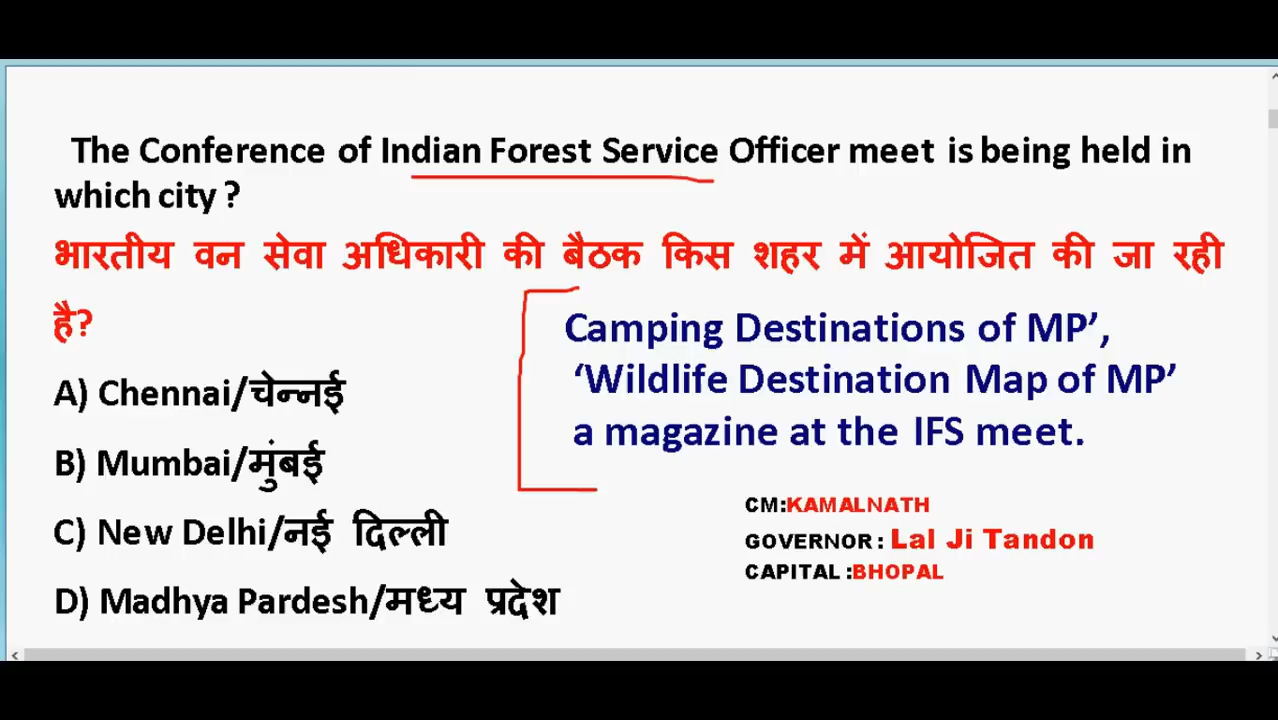 The Conference of Indian Forest Service Officer meet is being held in
which city ?
भारतीय वन सेवा अधिकारी की बैठक किस शहर में आयोजित की जा रही
है?
Camping Destinations of MP’,
‘Wildlife Destination Map of MP’
a magazine at the IFS meet.
A) Chennai/चेन्नई
B) Mumbai/मुंबई
C) New Delhi/नई दिल्ली
D) Madhya Pardesh/मध्य प्रदेश
CM:KAMALNATH
GOVERNOR : Lal Ji Tandon
CAPITAL :BHOPAL